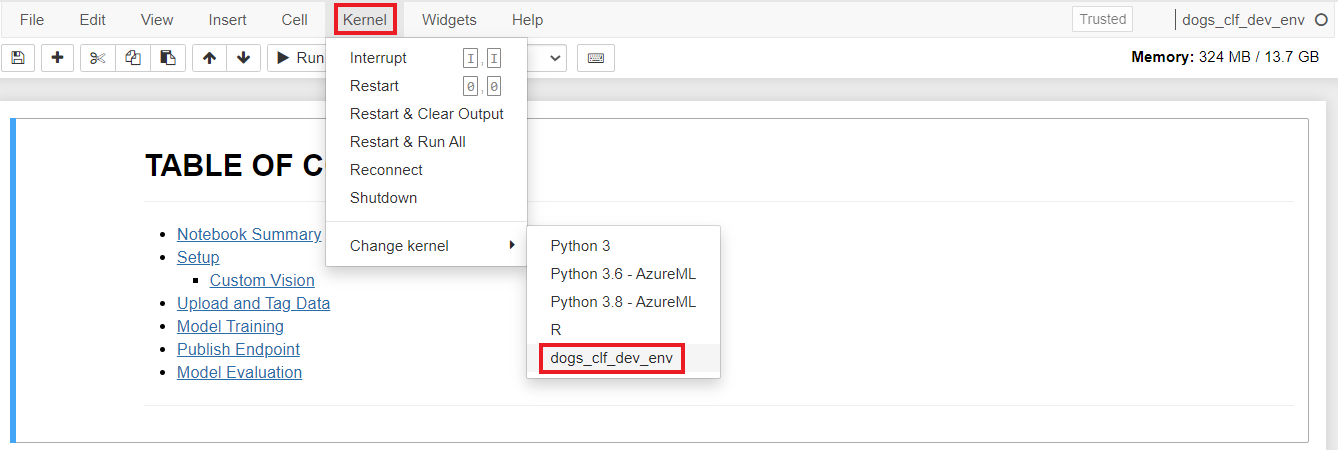 File Edit View Insert Cell Kernel Widgets Help Trusted dogs_clf_dev_env
Run Memory: 324 MB / 13.7 GB
Interrupt I,I
Restart 0,0
Restart & Clear Output
Restart & Run All
Reconnect
Shutdown
Change kernel
Python 3
Python 3.6 - AzureML
Python 3.8 - AzureML
R
dogs_clf_dev_env
TABLE OF C
Notebook Summary
Setup
Custom Vision
Upload and Tag Data
Model Training
Publish Endpoint
Model Evaluation